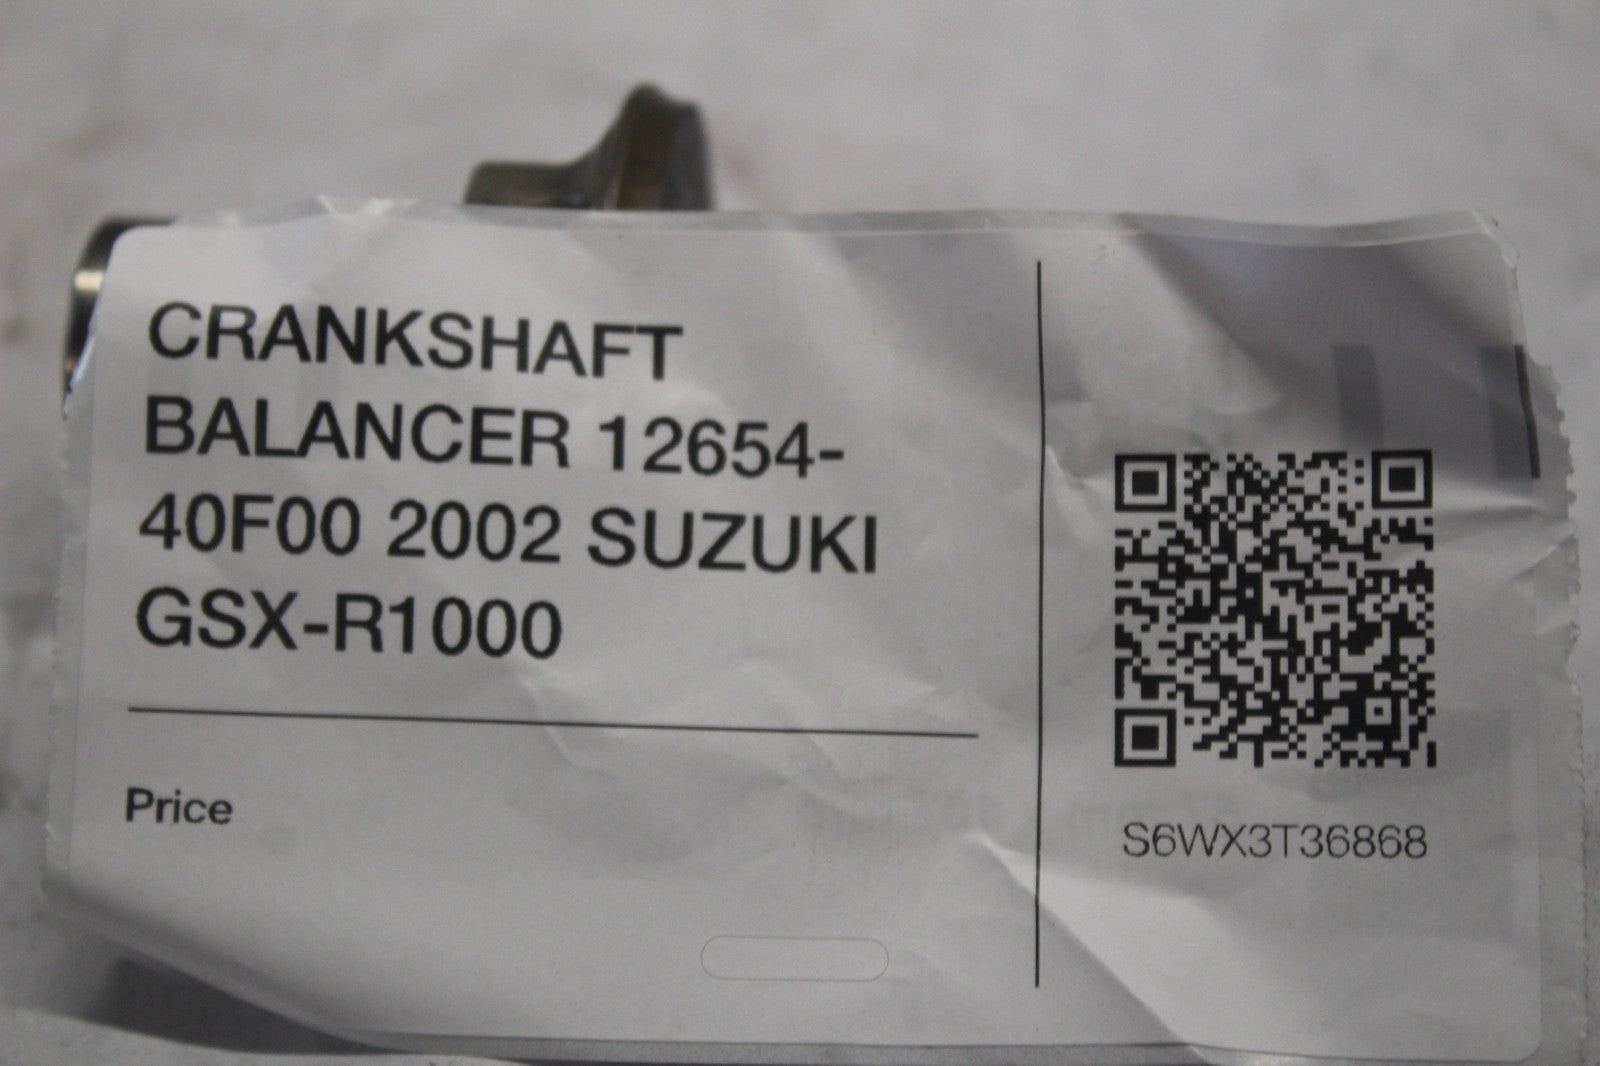 CRANKSHAFT
BALANCER 12654-
40F00 2002 SUZUKI
GSX-R1000
Price
S6WX3T36868